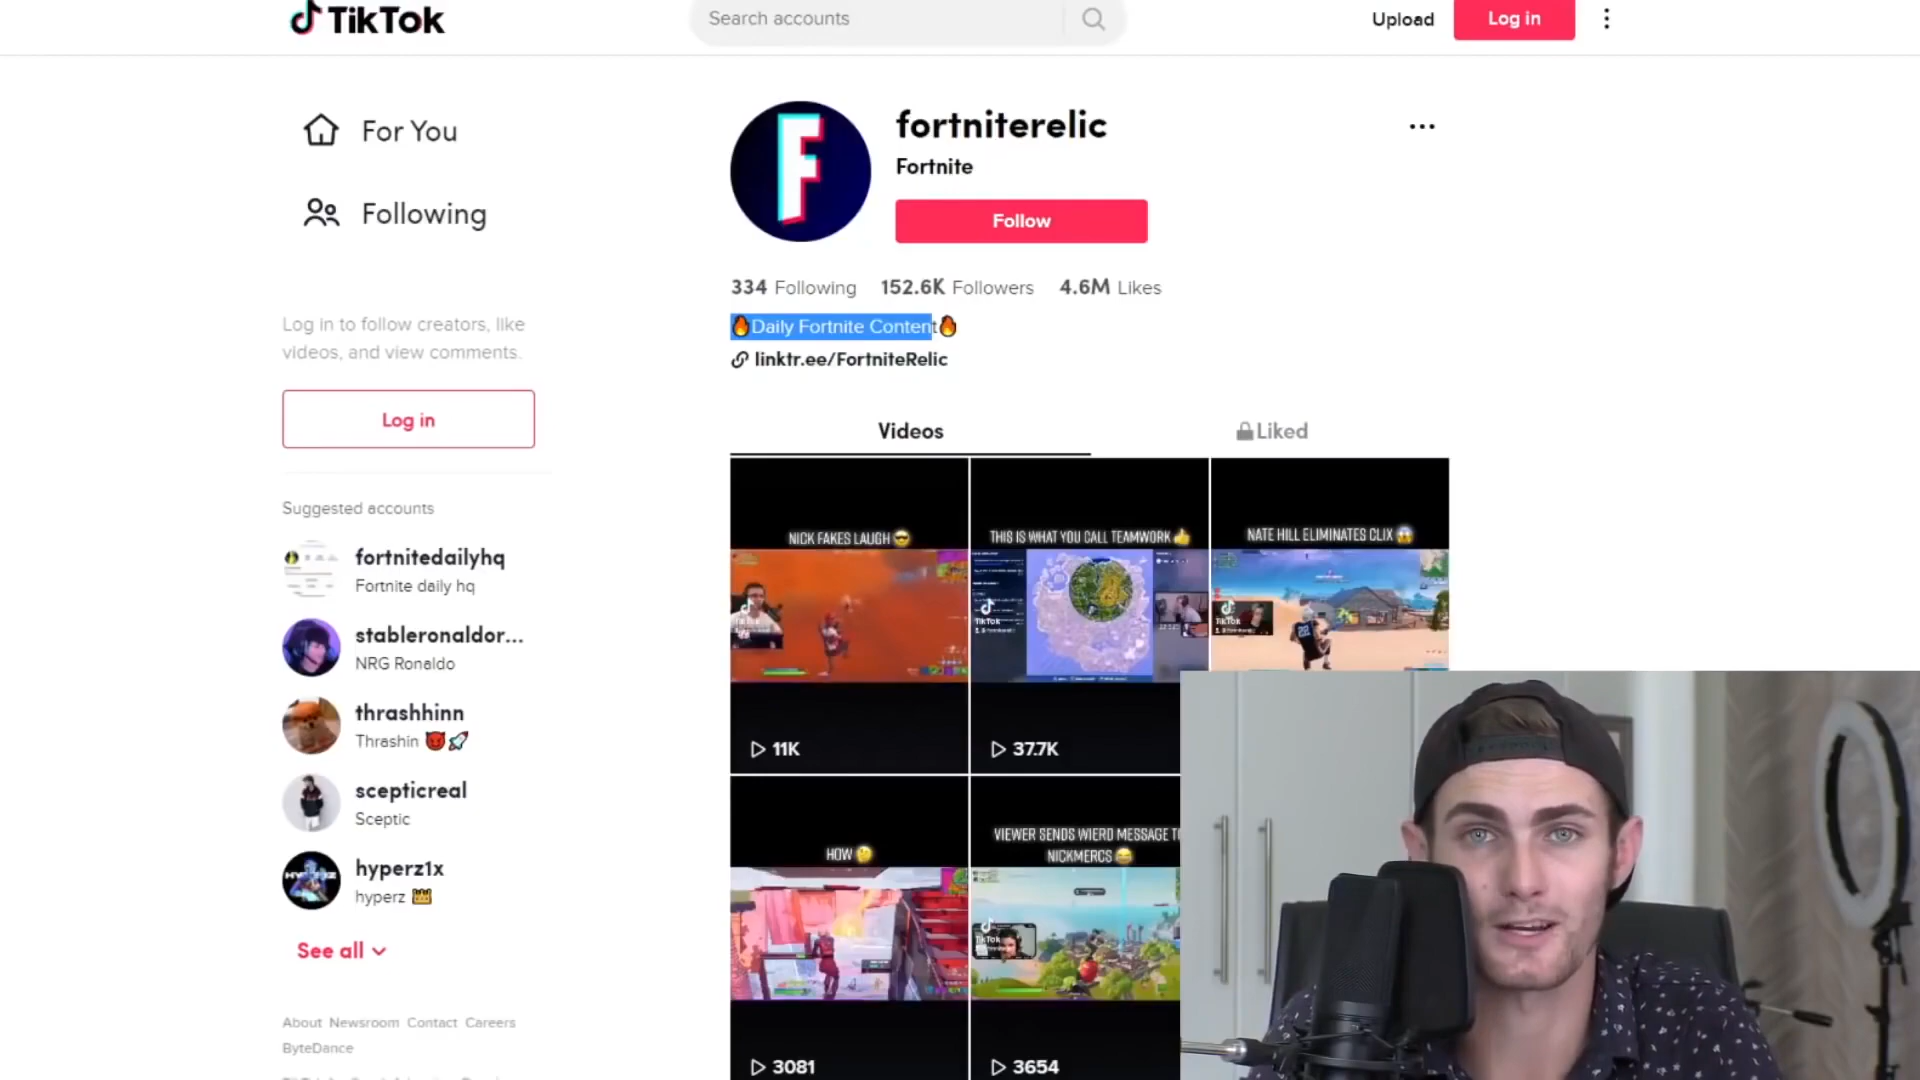 TikTok
Search accounts
Upload
Log in
For You
Following
Log in to follow creators, like
videos, and view comments.
Log in
Suggested accounts
fortnitedailyhq
Fortnite daily hq
stableronaldor...
NRG Ronaldo
thrashhinn
Thrashin 😈🚀
scepticreal
Sceptic
hyperz1x
hyperz 👑
See all
About Newsroom Contact Careers
ByteDance
fortniterelic
Fortnite
Follow
334 Following 152.6K Followers 4.6M Likes
🔥Daily Fortnite Content🔥
linktr.ee/FortniteRelic
Videos
Liked
NICK FAKES LAUGH 😎
TikTok
11K
THIS IS WHAT YOU CALL TEAMWORK 👍
TikTok
37.7K
NATE HILL ELIMINATES CLIX 😱
TikTok
HOW 🤔
3081
VIEWER SENDS WIERD MESSAGE
NICKMERCS 😂
TikTok
3654